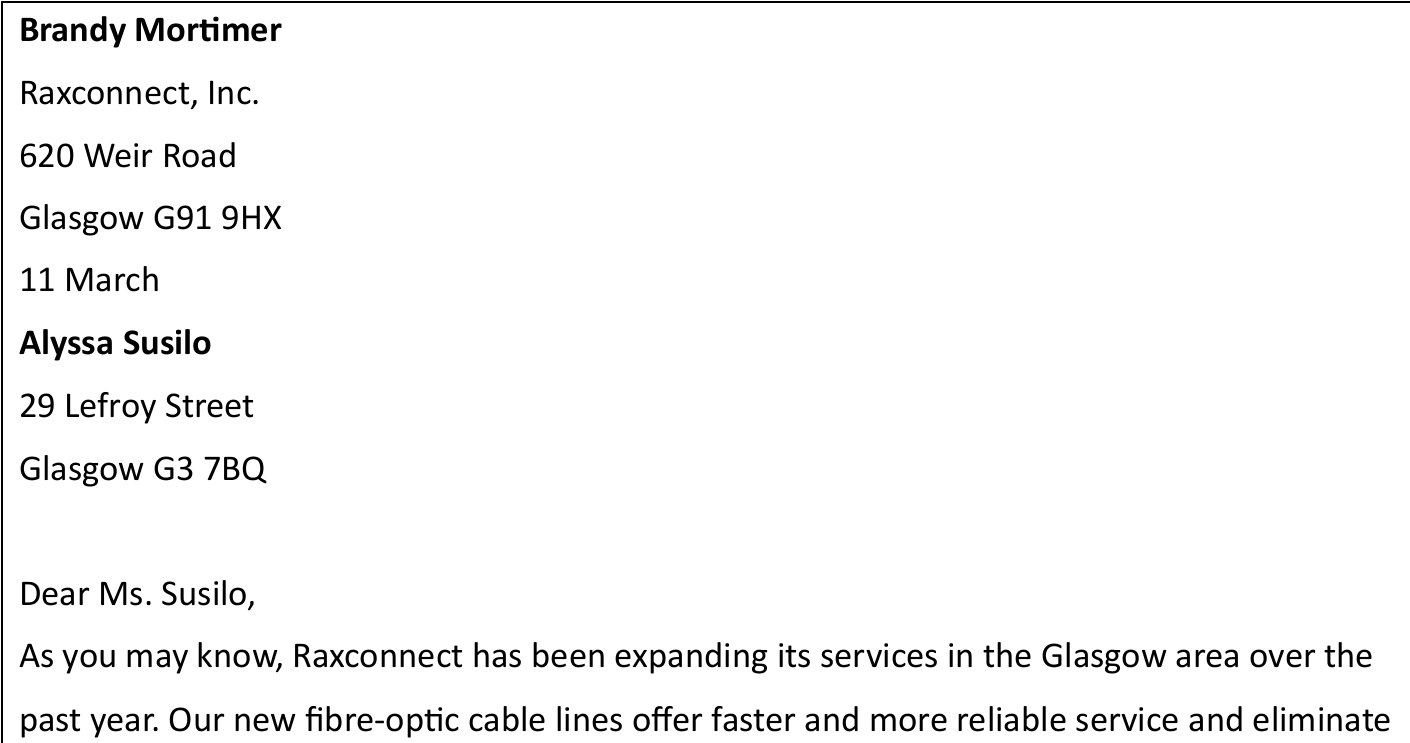 Brandy Mortimer
Raxconnect, Inc.
620 Weir Road
Glasgow G91 9HX
11 March
Alyssa Susilo
29 Lefroy Street
Glasgow G3 7BQ
Dear Ms. Susilo,
As you may know, Raxconnect has been expanding its services in the Glasgow area over the
past year. Our new fibre-optic cable lines offer faster and more reliable service and eliminate